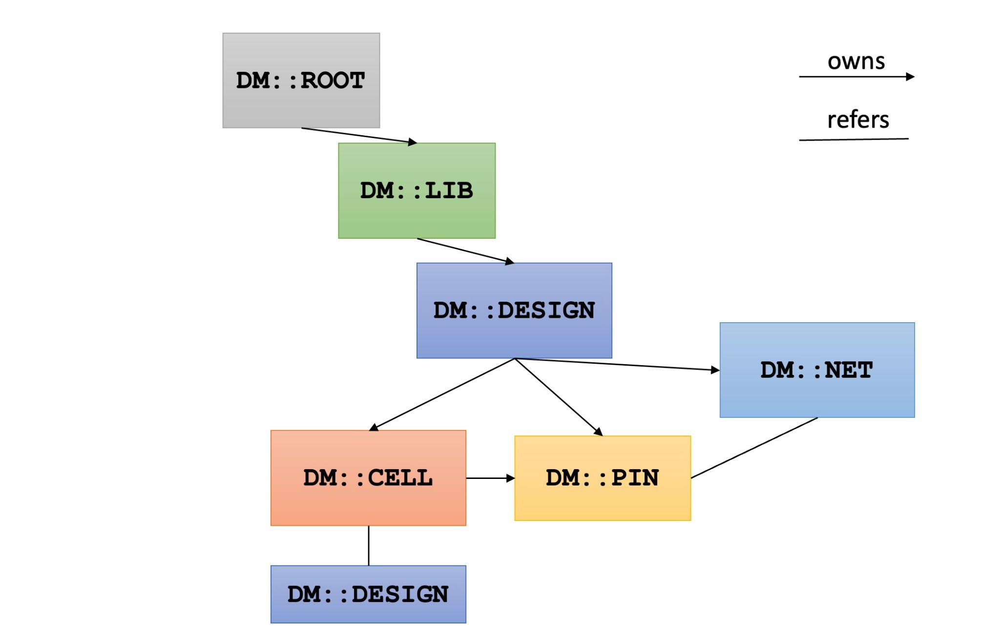 DM::ROOT
owns
refers
DM::LIB
DM::DESIGN
DM::NET
DM::CELL
DM::PIN
DM::DESIGN